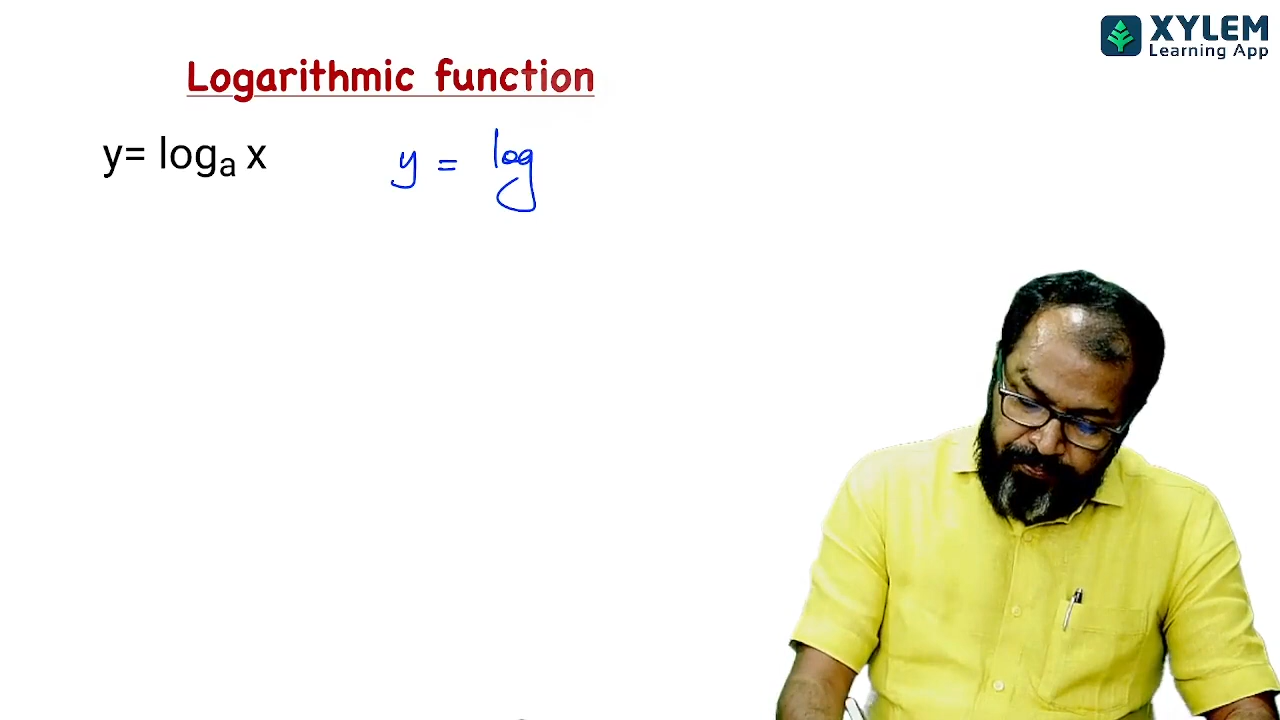 XYLEM
Learning App
Logarithmic function
y= logₐ x
y = log